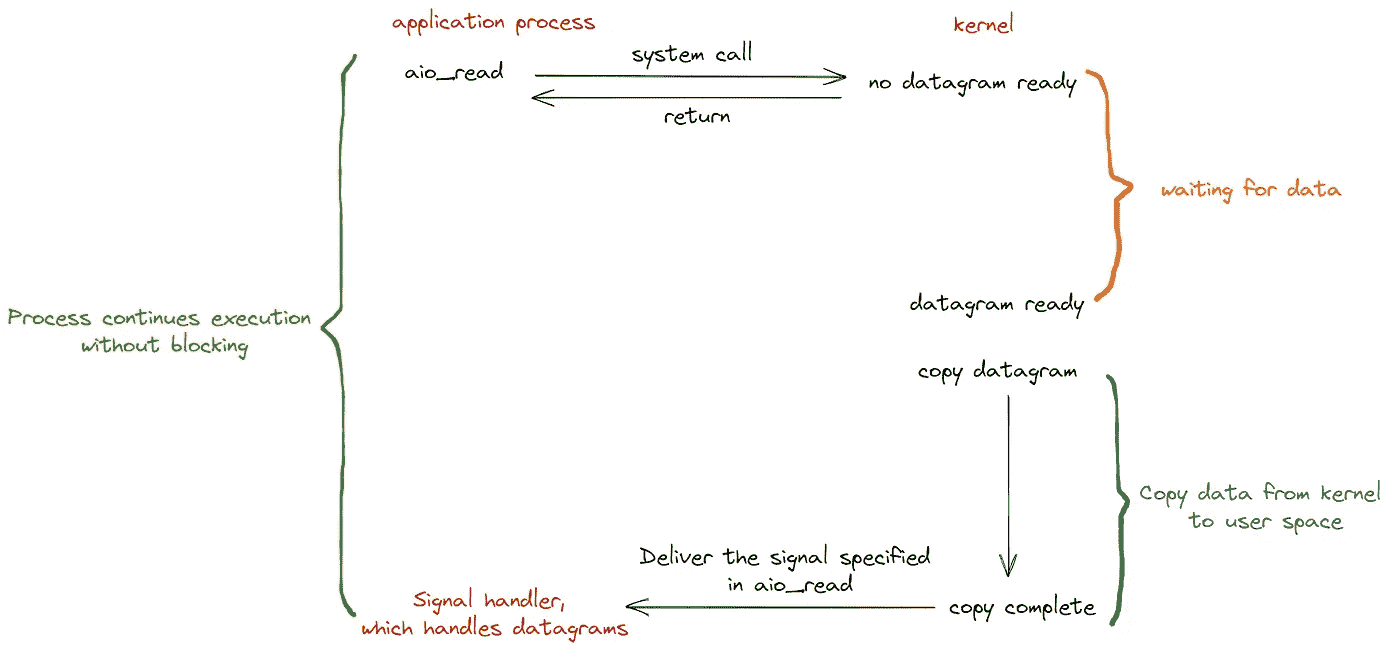 application process
kernel
system call
aio_read
no datagram ready
return
waiting for data
datagram ready
Process continues execution
without blocking
copy datagram
Copy data from kernel
to user space
Deliver the signal specified
in aio_read
Signal handler,
which handles datagrams
copy complete